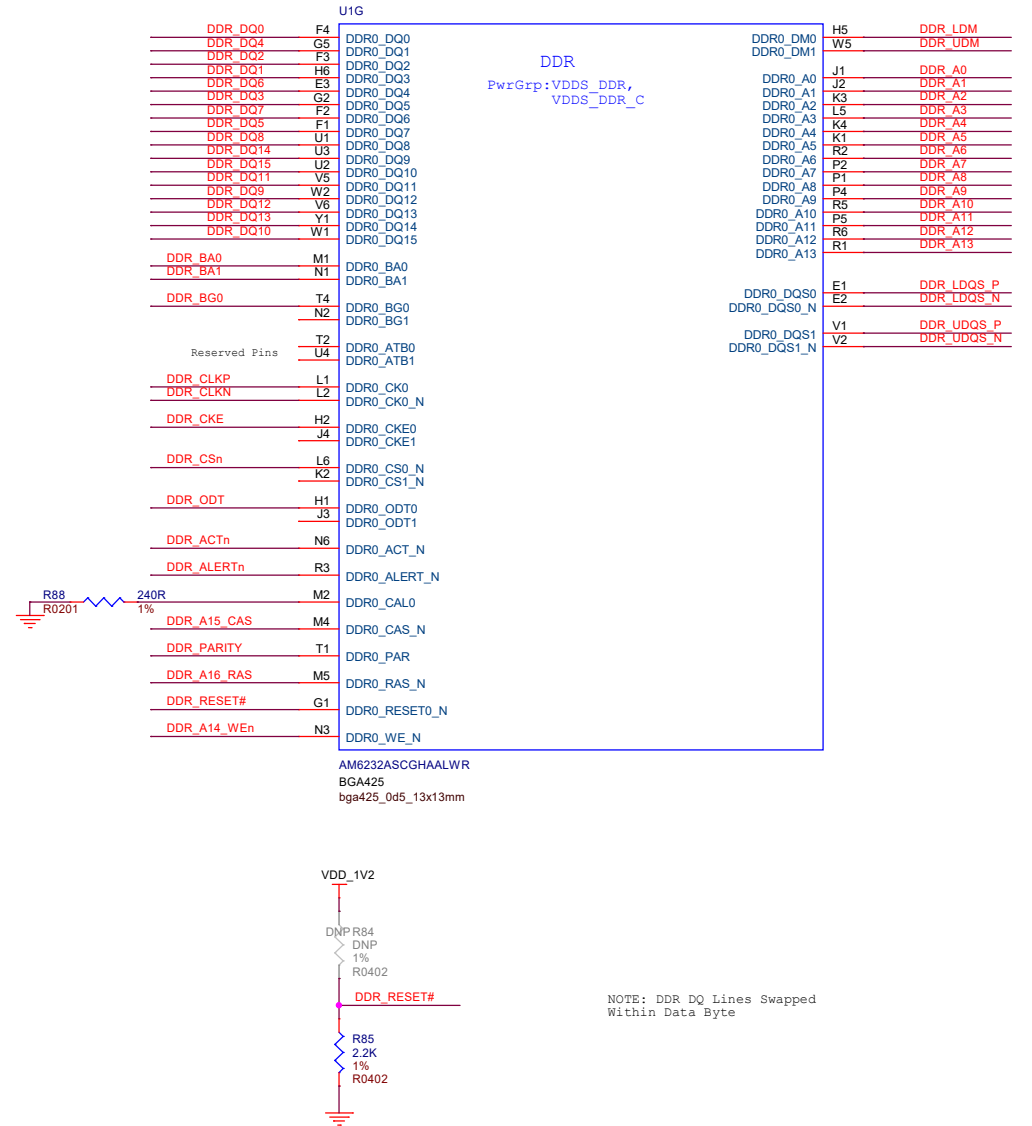 U1G
DDR
PwrGrp:VDDS_DDR,
VDDS_DDR_C
DDR_DQ0 F4 DDR0_DQ0
DDR_DQ4 G5 DDR0_DQ1
DDR_DQ2 F3 DDR0_DQ2
DDR_DQ1 H6 DDR0_DQ3
DDR_DQ6 E3 DDR0_DQ4
DDR_DQ3 G2 DDR0_DQ5
DDR_DQ7 F2 DDR0_DQ6
DDR_DQ5 F1 DDR0_DQ7
DDR_DQ8 U1 DDR0_DQ8
DDR_DQ14 U3 DDR0_DQ9
DDR_DQ15 U2 DDR0_DQ10
DDR_DQ11 V5 DDR0_DQ11
DDR_DQ9 W2 DDR0_DQ12
DDR_DQ12 V6 DDR0_DQ13
DDR_DQ13 Y1 DDR0_DQ14
DDR_DQ10 W1 DDR0_DQ15
DDR_BA0 M1 DDR0_BA0
DDR_BA1 N1 DDR0_BA1
DDR_BG0 T4 DDR0_BG0
N2 DDR0_BG1
T2 DDR0_ATB0
Reserved Pins U4 DDR0_ATB1
DDR_CLKP L1 DDR0_CK0
DDR_CLKN L2 DDR0_CK0_N
DDR_CKE H2 DDR0_CKE0
J4 DDR0_CKE1
DDR_CSn L6 DDR0_CS0_N
K2 DDR0_CS1_N
DDR_ODT H1 DDR0_ODT0
J3 DDR0_ODT1
DDR_ACTn N6 DDR0_ACT_N
DDR_ALERTn R3 DDR0_ALERT_N
R88 240R M2 DDR0_CAL0
R0201 1%
DDR_A15_CAS M4 DDR0_CAS_N
DDR_PARITY T1 DDR0_PAR
DDR_A16_RAS M5 DDR0_RAS_N
DDR_RESET# G1 DDR0_RESET0_N
DDR_A14_WEn N3 DDR0_WE_N
DDR0_DM0 H5 DDR_LDM
DDR0_DM1 W5 DDR_UDM
DDR0_A0 J1 DDR_A0
DDR0_A1 J2 DDR_A1
DDR0_A2 K3 DDR_A2
DDR0_A3 L5 DDR_A3
DDR0_A4 K4 DDR_A4
DDR0_A5 K1 DDR_A5
DDR0_A6 R2 DDR_A6
DDR0_A7 P2 DDR_A7
DDR0_A8 P1 DDR_A8
DDR0_A9 P4 DDR_A9
DDR0_A10 R5 DDR_A10
DDR0_A11 P5 DDR_A11
DDR0_A12 R6 DDR_A12
DDR0_A13 R1 DDR_A13
DDR0_DQS0 E1 DDR_LDQS_P
DDR0_DQS0_N E2 DDR_LDQS_N
DDR0_DQS1 V1 DDR_UDQS_P
DDR0_DQS1_N V2 DDR_UDQS_N
AM6232ASCGHAALWR
BGA425
bga425_0d5_13x13mm
VDD_1V2
DNP R84
DNP
1%
R0402
DDR_RESET#
R85
2.2K
1%
R0402
NOTE: DDR DQ Lines Swapped
Within Data Byte